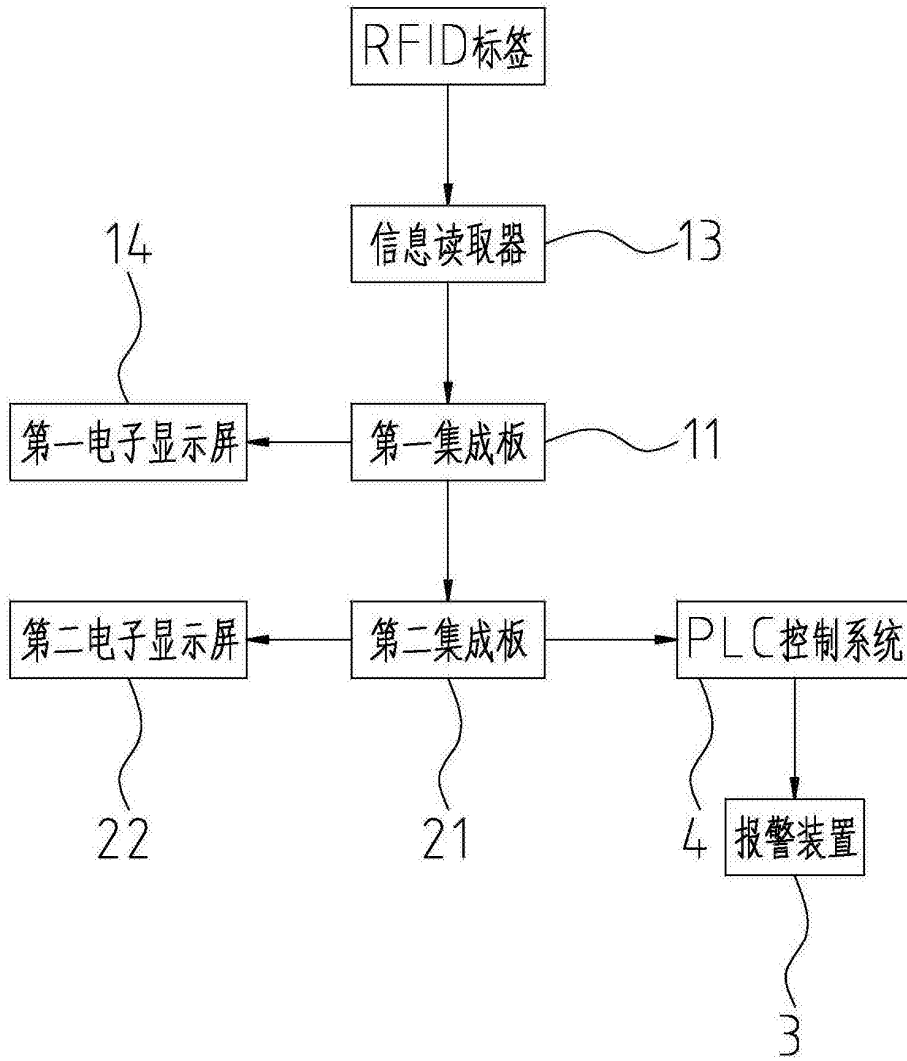 RFID标签
信息读取器
13
14
第一电子显示屏
第一集成板
11
第二电子显示屏
第二集成板
PLC控制系统
22
21
4
报警装置
3